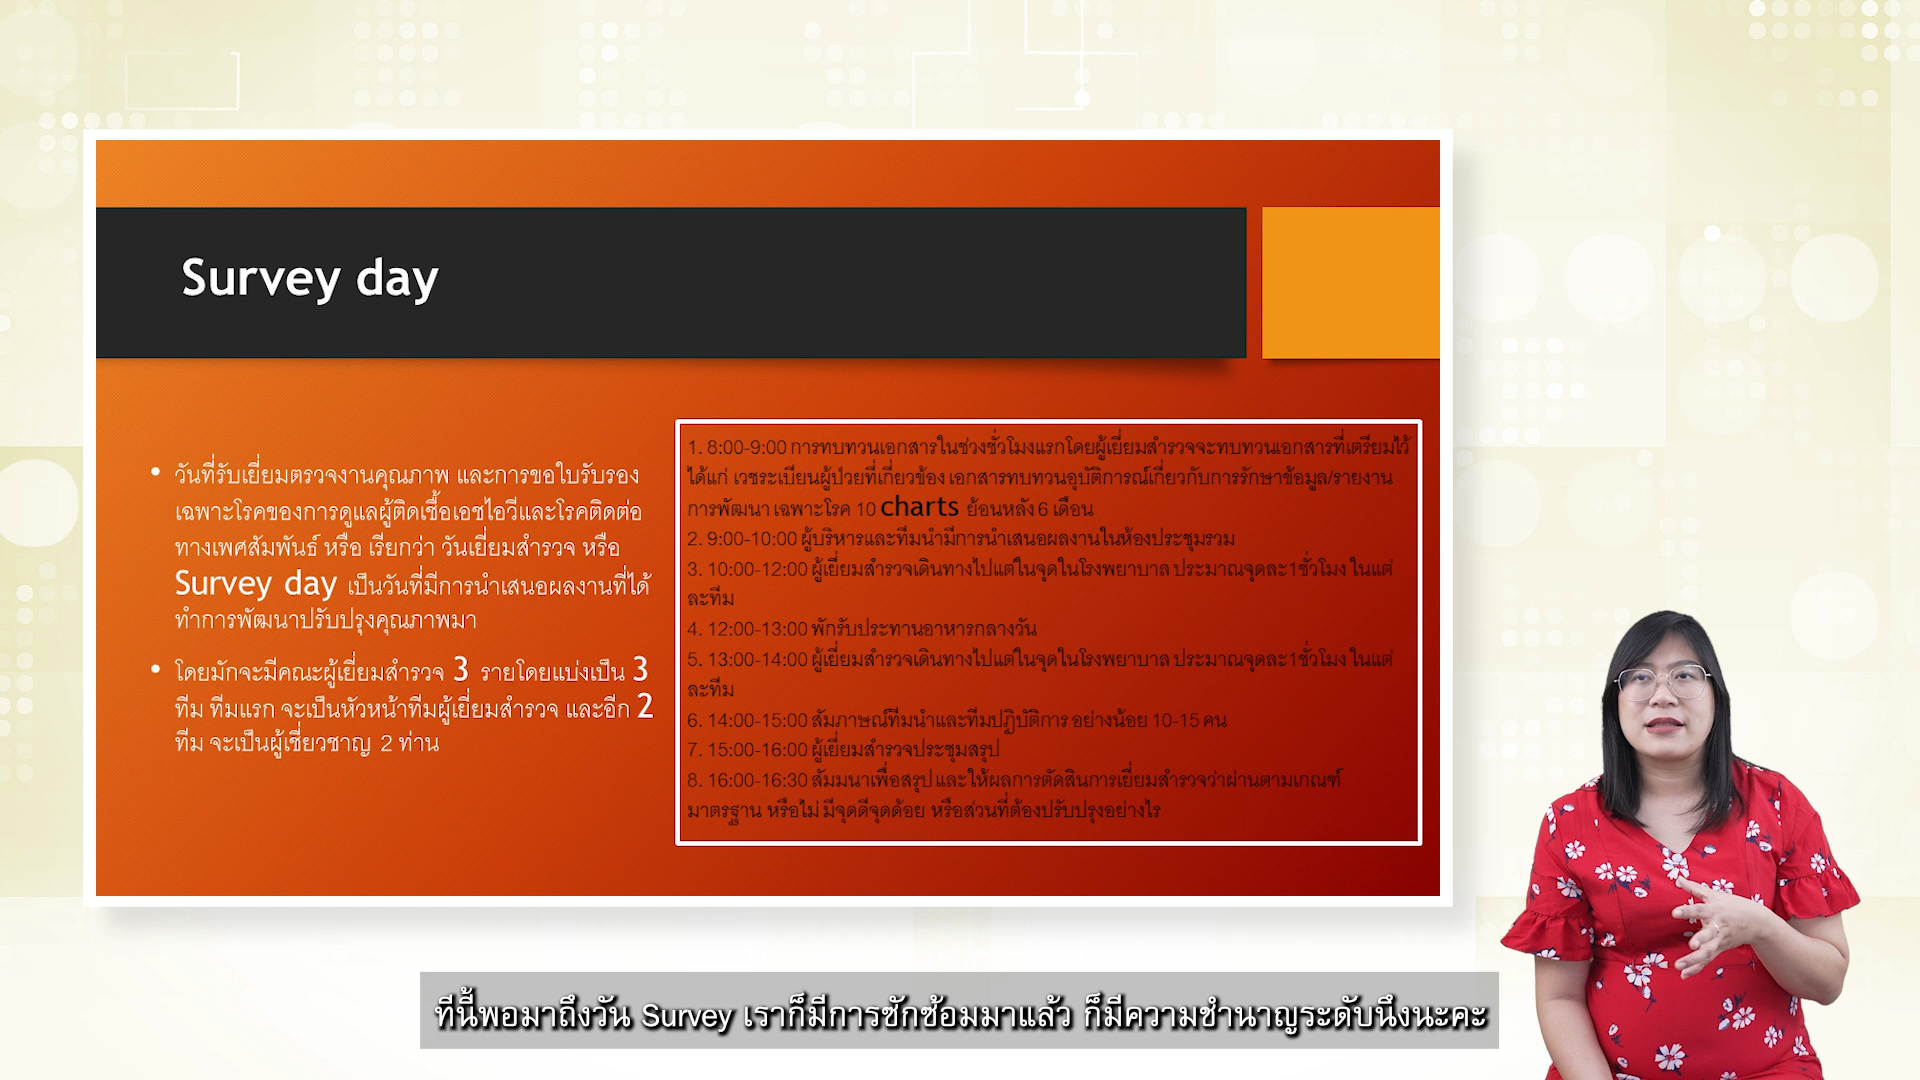 Survey day
• วันที่รับเยี่ยมตรวจงานคุณภาพ และการขอใบรับรอง
เฉพาะโรคของการดูแลผู้ติดเชื้อเอชไอวีและโรคติดต่อ
ทางเพศสัมพันธ์ หรือ เรียกว่า วันเยี่ยมสำรวจ หรือ
Survey day เป็นวันที่มีการนำเสนอผลงานที่ได้
ทำการพัฒนาปรับปรุงคุณภาพมา
• โดยมักจะมีคณะผู้เยี่ยมสำรวจ 3 รายโดยแบ่งเป็น 3
ทีม ทีมแรก จะเป็นหัวหน้าทีมผู้เยี่ยมสำรวจ และอีก 2
ทีม จะเป็นผู้เชี่ยวชาญ 2 ท่าน
1. 8:00-9:00 การทบทวนเอกสารในช่วงชั่วโมงแรกโดยผู้เยี่ยมสำรวจจะทบทวนเอกสารที่เตรียมไว้
ได้แก่ เวชระเบียนผู้ป่วยที่เกี่ยวข้อง เอกสารทบทวนอุบัติการณ์เกี่ยวกับการรักษาข้อมูล/รายงาน
การพัฒนา เฉพาะโรค 10 charts ย้อนหลัง 6 เดือน
2. 9:00-10:00 ผู้บริหารและทีมนำมีการนำเสนอผลงานในห้องประชุมรวม
3. 10:00-12:00 ผู้เยี่ยมสำรวจเดินทางไปแต่ในจุดในโรงพยาบาล ประมาณจุดละ1ชั่วโมง ในแต่
ละทีม
4. 12:00-13:00 พักรับประทานอาหารกลางวัน
5. 13:00-14:00 ผู้เยี่ยมสำรวจเดินทางไปแต่ในจุดในโรงพยาบาล ประมาณจุดละ1ชั่วโมง ในแต่
ละทีม
6. 14:00-15:00 สัมภาษณ์ทีมนำและทีมปฏิบัติการ อย่างน้อย 10-15 คน
7. 15:00-16:00 ผู้เยี่ยมสำรวจประชุมสรุป
8. 16:00-16:30 สัมมนาเพื่อสรุป และให้ผลการตัดสินการเยี่ยมสำรวจว่าผ่านตามเกณฑ์
มาตรฐาน หรือไม่ มีจุดดีจุดด้อย หรือส่วนที่ต้องปรับปรุงอย่างไร
ทีนี้พอมาถึงวัน Survey เราก็มีการซักซ้อมมาแล้ว ก็มีความชำนาญระดับนึงนะคะ